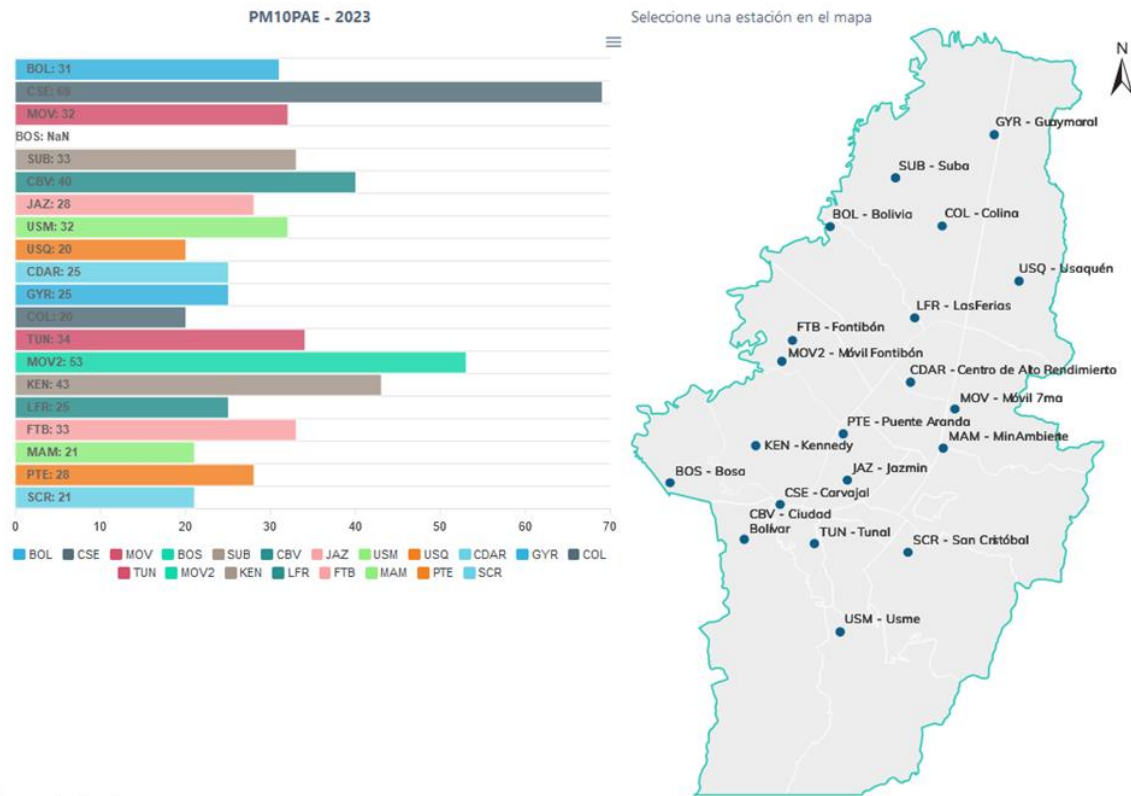 PM10PAE - 2023
BOL: 31
CSE: 69
MOV: 32
BOS: NaN
SUB: 33
CBV: 40
JAZ: 28
USM: 32
USQ: 20
CDAR: 25
GYR: 25
COL: 20
TUN: 34
MOV2: 53
KEN: 43
LFR: 25
FTB: 33
MAM: 21
PTE: 28
SCR: 21
0 10 20 30 40 50 60 70
BOL CSE MOV BOS SUB CBV JAZ USM USQ CDAR GYR COL
TUN MOV2 KEN LFR FTB MAM PTE SCR
Seleccione una estación en el mapa
N
GYR - Guaymaral
SUB - Suba
BOL - Bolivia
COL - Colina
USQ - Usaquén
LFR - LasFerias
FTB - Fontibón
MOV2 - Móvil Fontibón
CDAR - Centro de Alto Rendimiento
MOV - Móvil 7ma
PTE - Puente Aranda
MAM - MinAmbiente
KEN - Kennedy
BOS - Bosa
JAZ - Jazmin
CSE - Carvajal
CBV - Ciudad
Bolívar
TUN - Tunal
SCR - San Cristóbal
USM - Usme